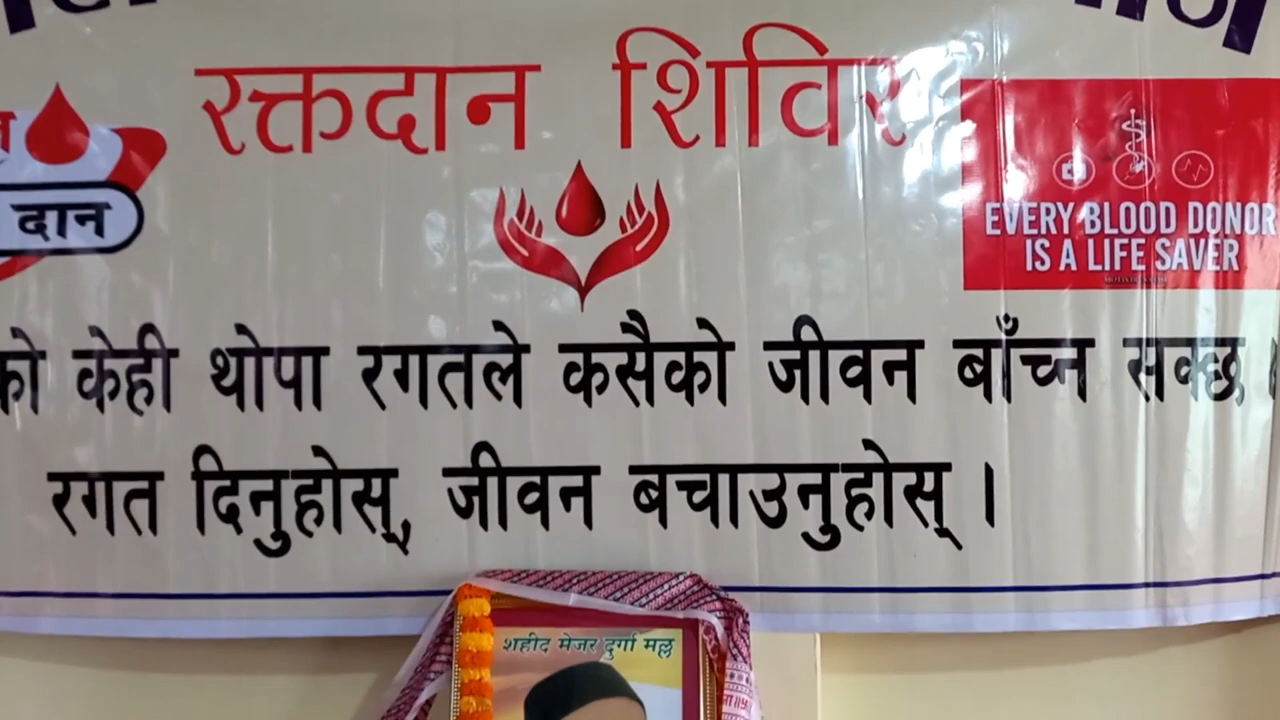 रक्तदान शिविर
दान
EVERY BLOOD DONOR
IS A LIFE SAVER
केही थोपा रगतले कसैको जीवन बाँच्न सक्छ ।
रगत दिनुहोस्, जीवन बचाउनुहोस् ।
शहीद मेजर दुर्गा मल्ल